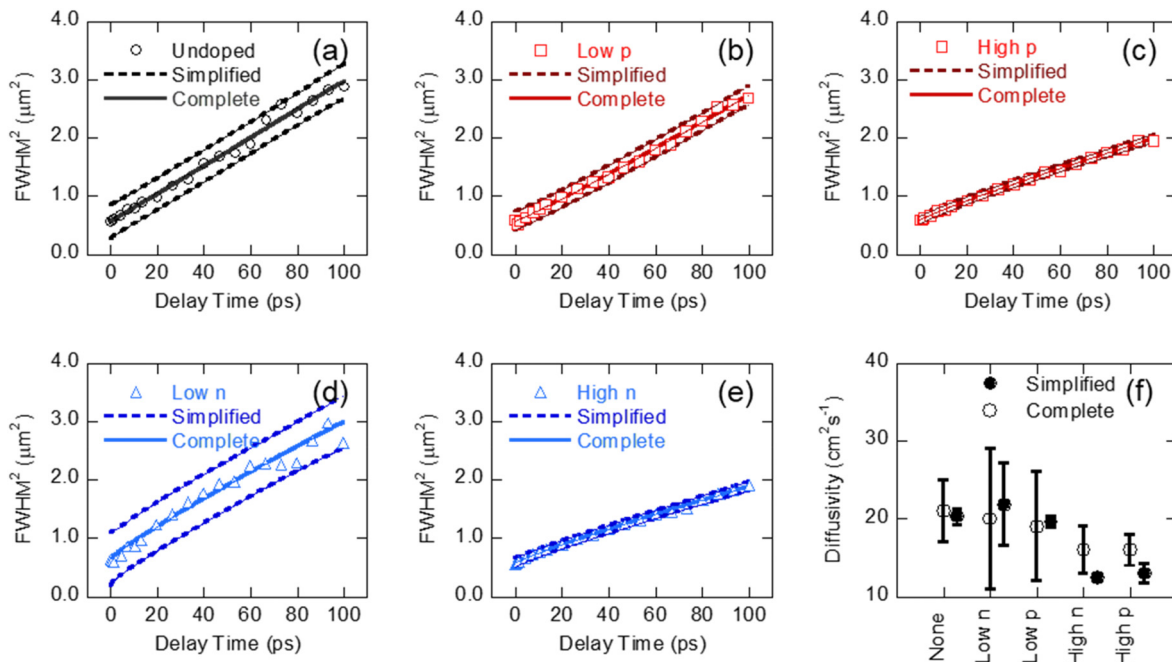 4.0
3.0
2.0
1.0
0.0
FWHM² (μm²)
Undoped
Simplified
Complete
(a)
0 20 40 60 80 100
Delay Time (ps)
4.0
3.0
2.0
1.0
0.0
FWHM² (μm²)
Low p
Simplified
Complete
(b)
0 20 40 60 80 100
Delay Time (ps)
4.0
3.0
2.0
1.0
0.0
FWHM² (μm²)
High p
Simplified
Complete
(c)
0 20 40 60 80 100
Delay Time (ps)
4.0
3.0
2.0
1.0
0.0
FWHM² (μm²)
Low n
Simplified
Complete
(d)
0 20 40 60 80 100
Delay Time (ps)
4.0
3.0
2.0
1.0
0.0
FWHM² (μm²)
High n
Simplified
Complete
(e)
0 20 40 60 80 100
Delay Time (ps)
40
30
20
10
Diffusivity (cm²s⁻¹)
Simplified
Complete
(f)
None
Low n
Low p
High n
High p